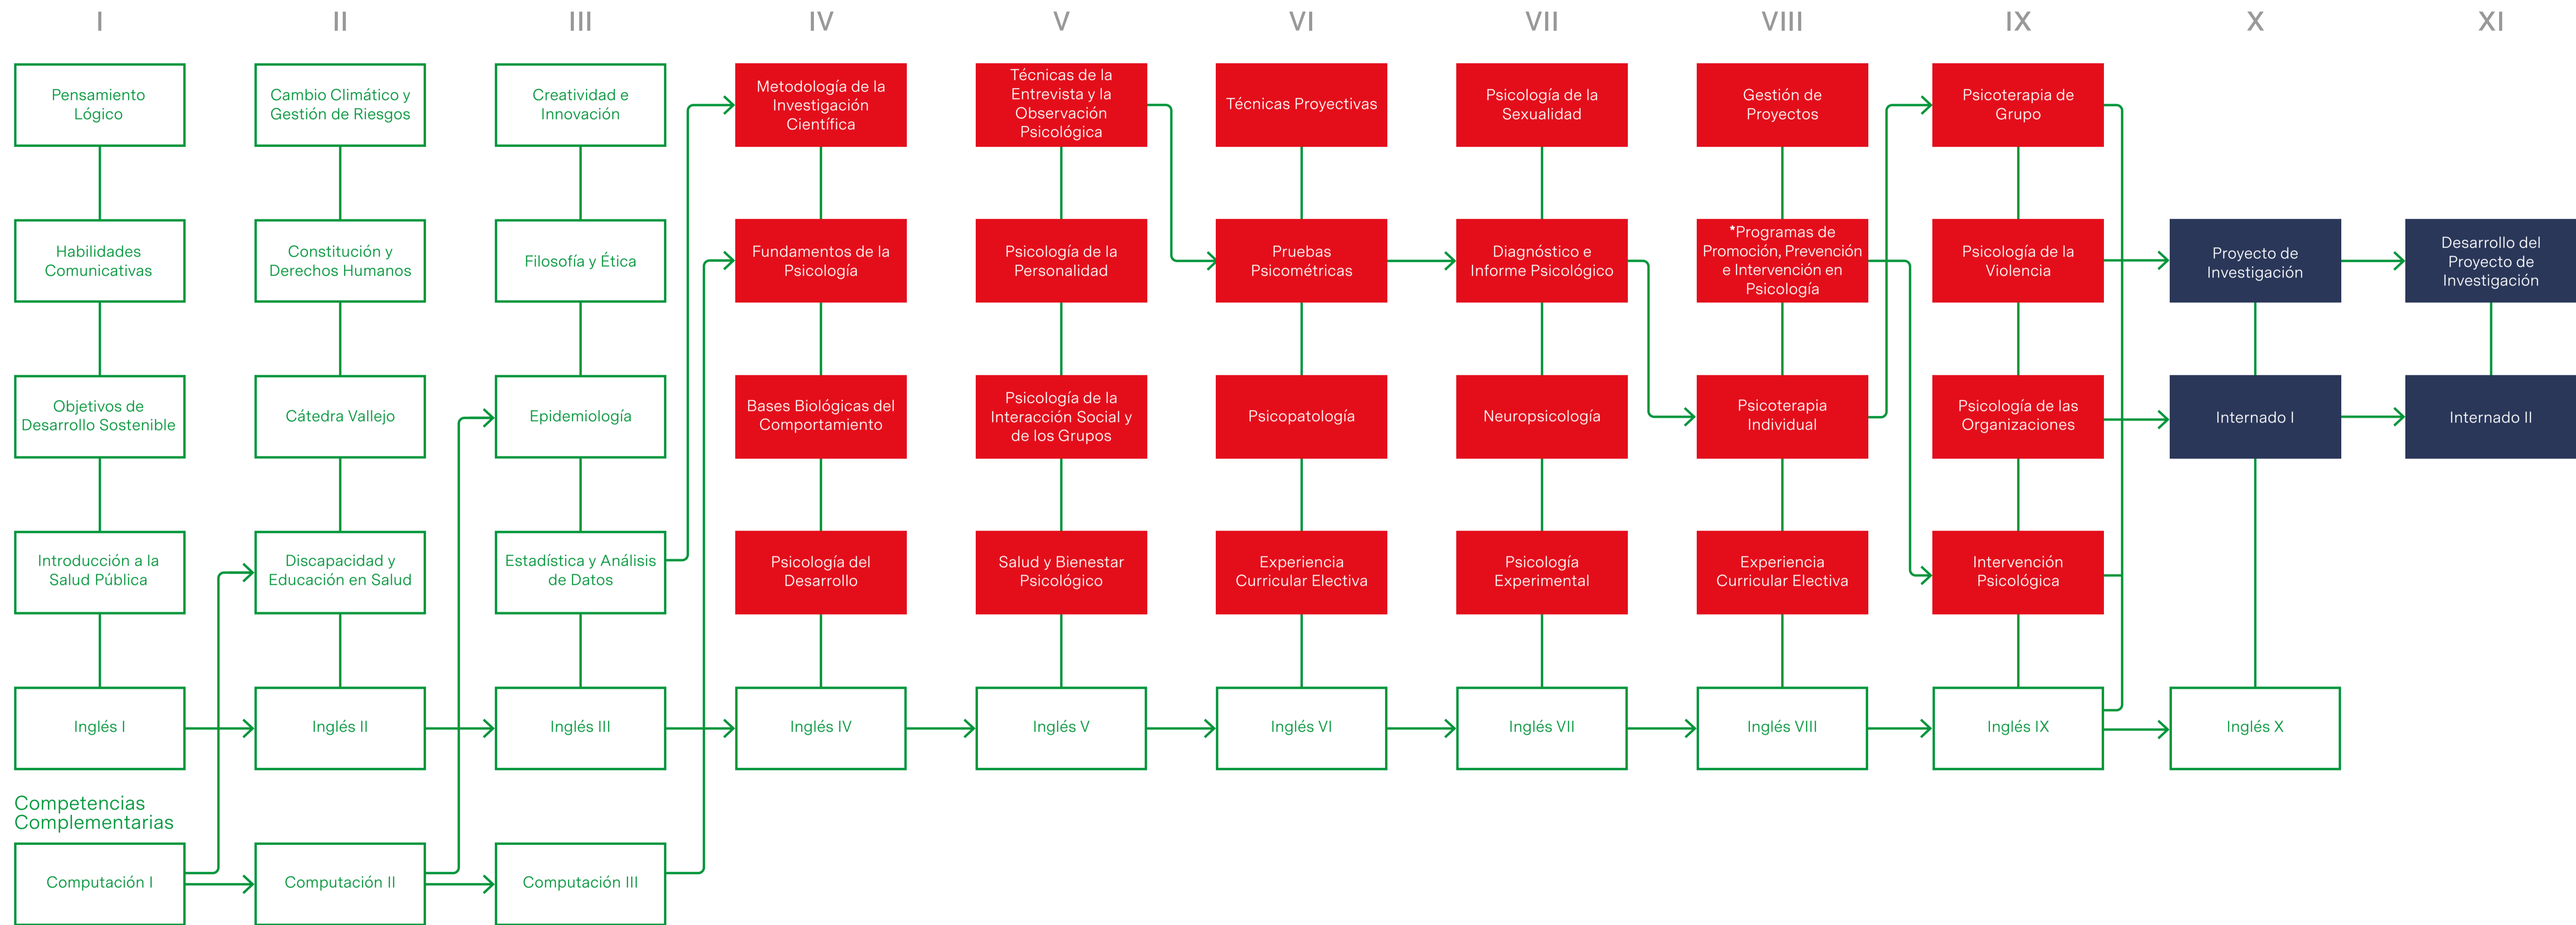 I
II
III
IV
V
VI
VII
VIII
IX
X
XI
Pensamiento
Lógico
Cambio Climático y
Gestión de Riesgos
Creatividad e
Innovación
Metodología de la
Investigación
Científica
Técnicas de la
Entrevista y la
Observación
Psicológica
Técnicas Proyectivas
Psicología de la
Sexualidad
Gestión de
Proyectos
Psicoterapia de
Grupo
Habilidades
Comunicativas
Constitución y
Derechos Humanos
Filosofía y Ética
Fundamentos de la
Psicología
Psicología de la
Personalidad
Pruebas
Psicométricas
Diagnóstico e
Informe Psicológico
*Programas de
Promoción, Prevención
e Intervención en
Psicología
Psicología de la
Violencia
Proyecto de
Investigación
Desarrollo del
Proyecto de
Investigación
Objetivos de
Desarrollo Sostenible
Cátedra Vallejo
Epidemiología
Bases Biológicas del
Comportamiento
Psicología de la
Interacción Social y
de los Grupos
Psicopatología
Neuropsicología
Psicoterapia
Individual
Psicología de las
Organizaciones
Internado I
Internado II
Introducción a la
Salud Pública
Discapacidad y
Educación en Salud
Estadística y Análisis
de Datos
Psicología del
Desarrollo
Salud y Bienestar
Psicológico
Experiencia
Curricular Electiva
Psicología
Experimental
Experiencia
Curricular Electiva
Intervención
Psicológica
Inglés I
Inglés II
Inglés III
Inglés IV
Inglés V
Inglés VI
Inglés VII
Inglés VIII
Inglés IX
Inglés X
Competencias
Complementarias
Computación I
Computación II
Computación III